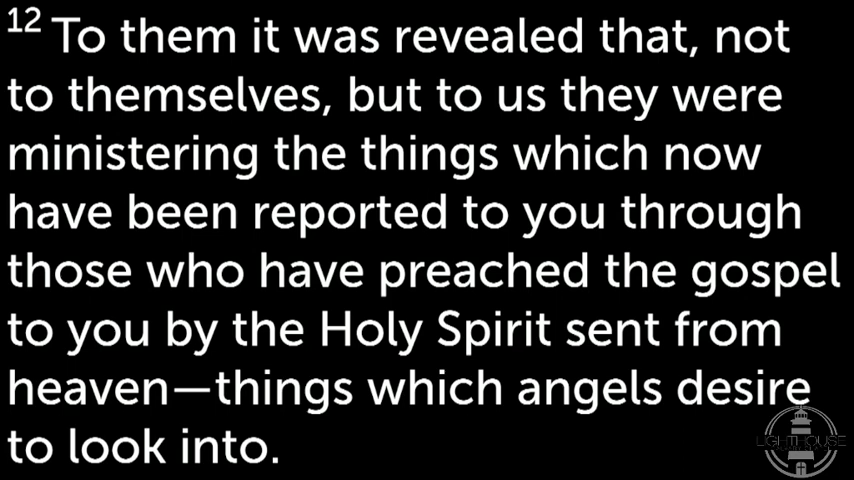 12 To them it was revealed that, not
to themselves, but to us they were
ministering the things which now
have been reported to you through
those who have preached the gospel
to you by the Holy Spirit sent from
heaven—things which angels desire
to look into.
LIGHTHOUSE